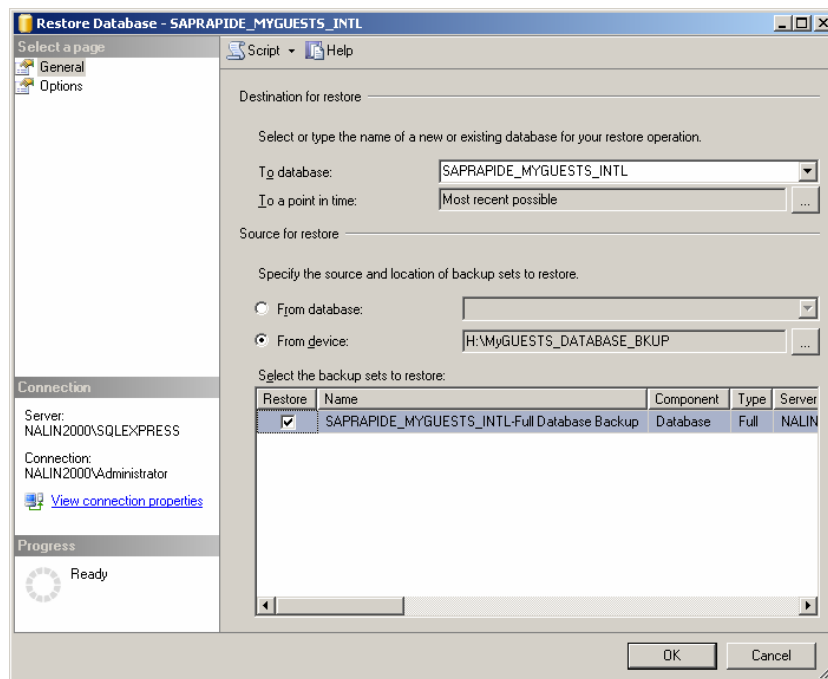 Restore Database - SAPRAPIDE_MYGUESTS_INTL
Select a page
General
Options
Script
Help
Destination for restore
Select or type the name of a new or existing database for your restore operation.
To database:
SAPRAPIDE_MYGUESTS_INTL
To a point in time:
Most recent possible
...
Source for restore
Specify the source and location of backup sets to restore.
From database:
From device:
H:\MyGUESTS_DATABASE_BKUP
...
Select the backup sets to restore:
Restore Name Component Type Server
SAPRAPIDE_MYGUESTS_INTL-Full Database Backup Database Full NALIN
Connection
Server:
NALIN2000\SQLEXPRESS
Connection:
NALIN2000\Administrator
View connection properties
Progress
Ready
OK
Cancel